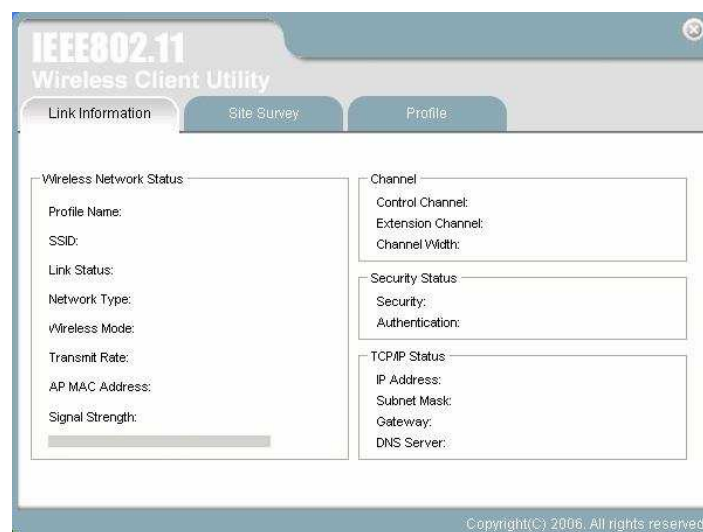 IEEE802.11
Wireless Client Utility
Link Information
Site Survey
Profile
Wireless Network Status
Profile Name:
SSID:
Link Status:
Network Type:
Wireless Mode:
Transmit Rate:
AP MAC Address:
Signal Strength:
Channel
Control Channel:
Extension Channel:
Channel Width:
Security Status
Security:
Authentication:
TCP/IP Status
IP Address:
Subnet Mask:
Gateway:
DNS Server:
Copyright(C) 2006. All rights reserved